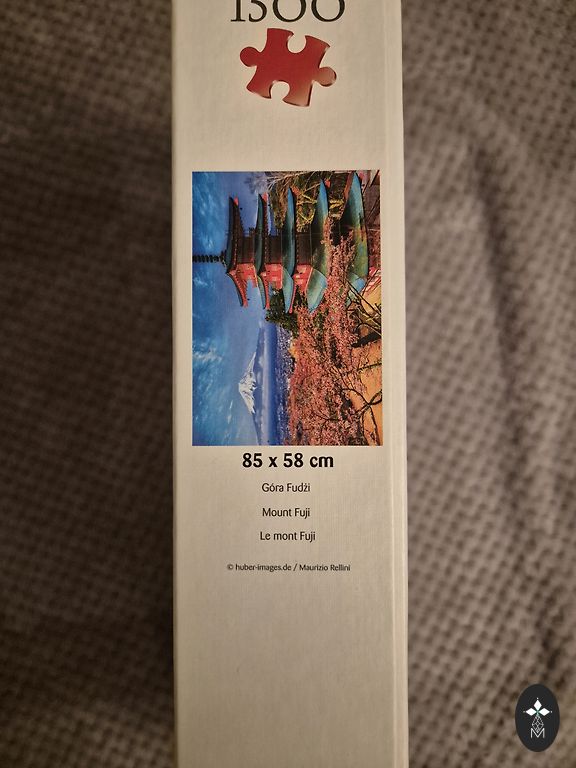 1500
85 x 58 cm
Góra Fudżi
Mount Fuji
Le mont Fuji
© huber-images.de / Maurizio Rellini
M